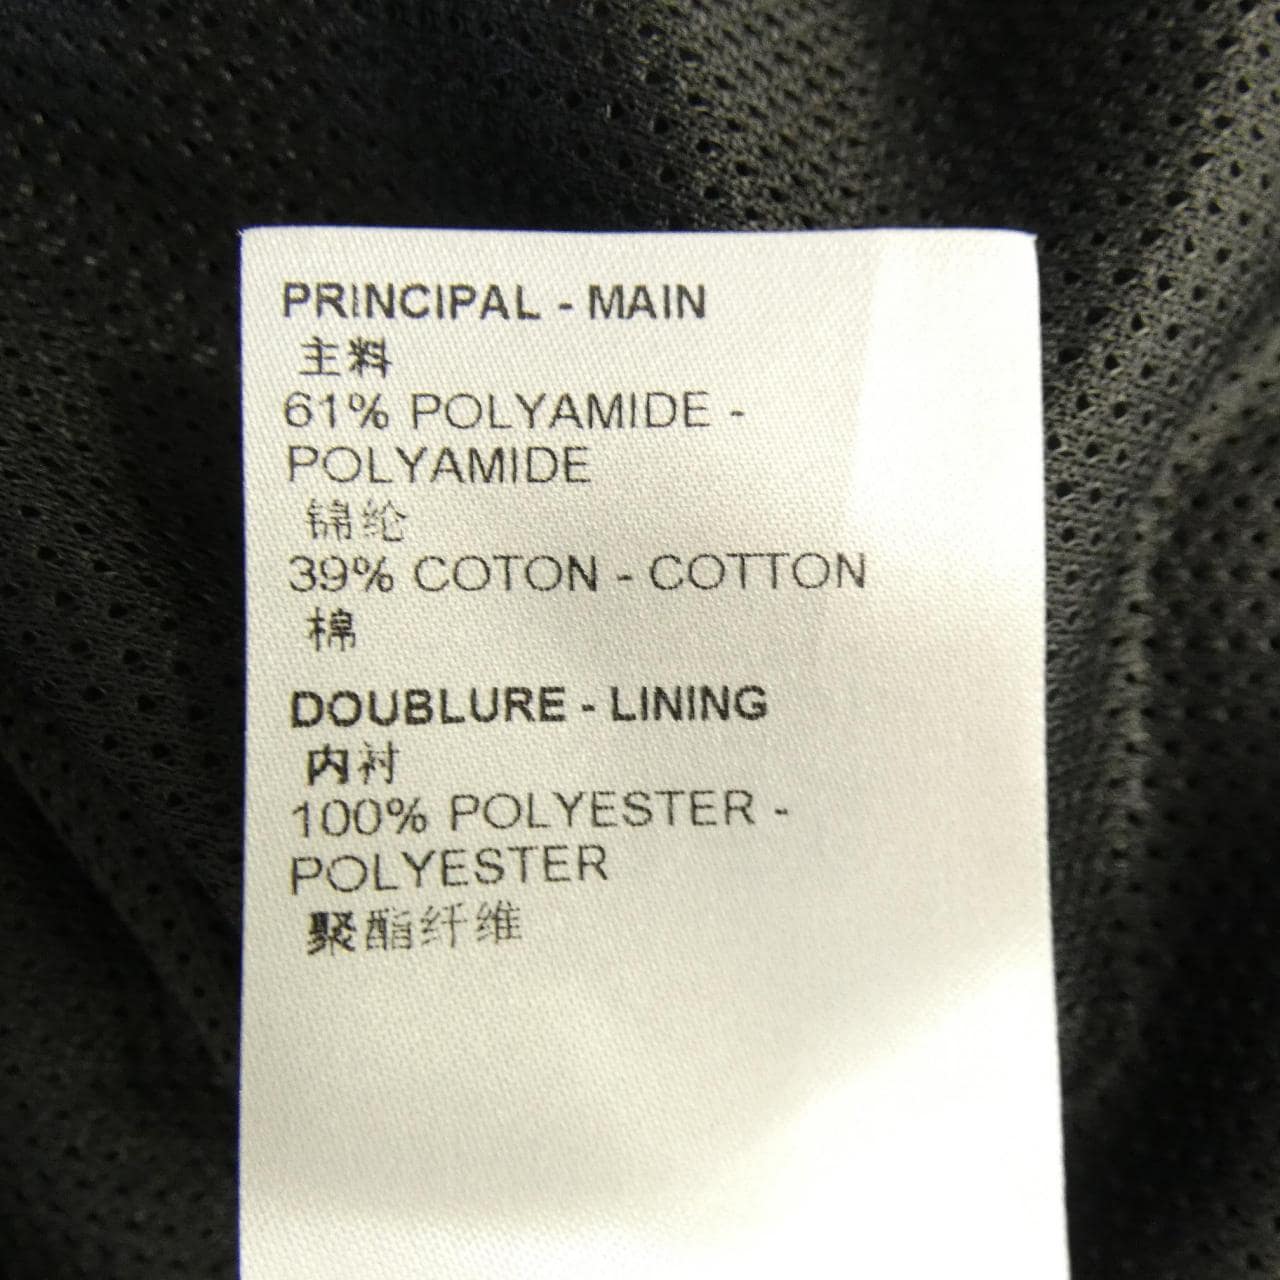 PRINCIPAL - MAIN
主料
61% POLYAMIDE -
POLYAMIDE
锦纶
39% COTON - COTTON
棉
DOUBLURE - LINING
内衬
100% POLYESTER -
POLYESTER
聚酯纤维